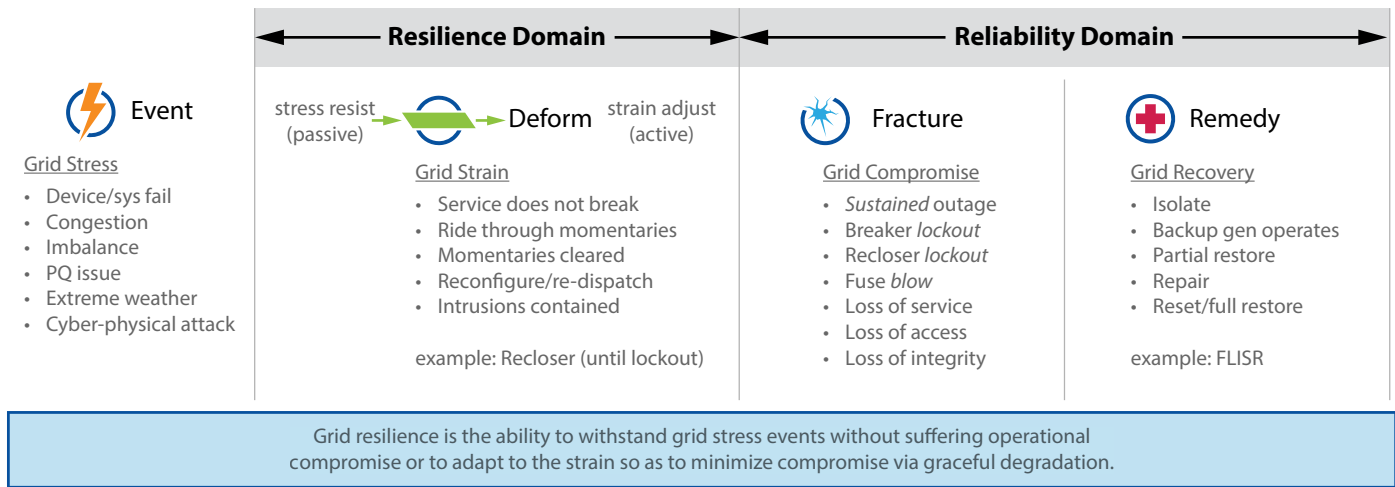 Resilience Domain
Reliability Domain
Event
stress resist
(passive)
Deform
strain adjust
(active)
Fracture
Remedy
Grid Stress
• Device/sys fail
• Congestion
• Imbalance
• PQ issue
• Extreme weather
• Cyber-physical attack
Grid Strain
• Service does not break
• Ride through momentaries
• Momentaries cleared
• Reconfigure/re-dispatch
• Intrusions contained
example: Recloser (until lockout)
Grid Compromise
• Sustained outage
• Breaker lockout
• Recloser lockout
• Fuse blow
• Loss of service
• Loss of access
• Loss of integrity
Grid Recovery
• Isolate
• Backup gen operates
• Partial restore
• Repair
• Reset/full restore
example: FLISR
Grid resilience is the ability to withstand grid stress events without suffering operational
compromise or to adapt to the strain so as to minimize compromise via graceful degradation.